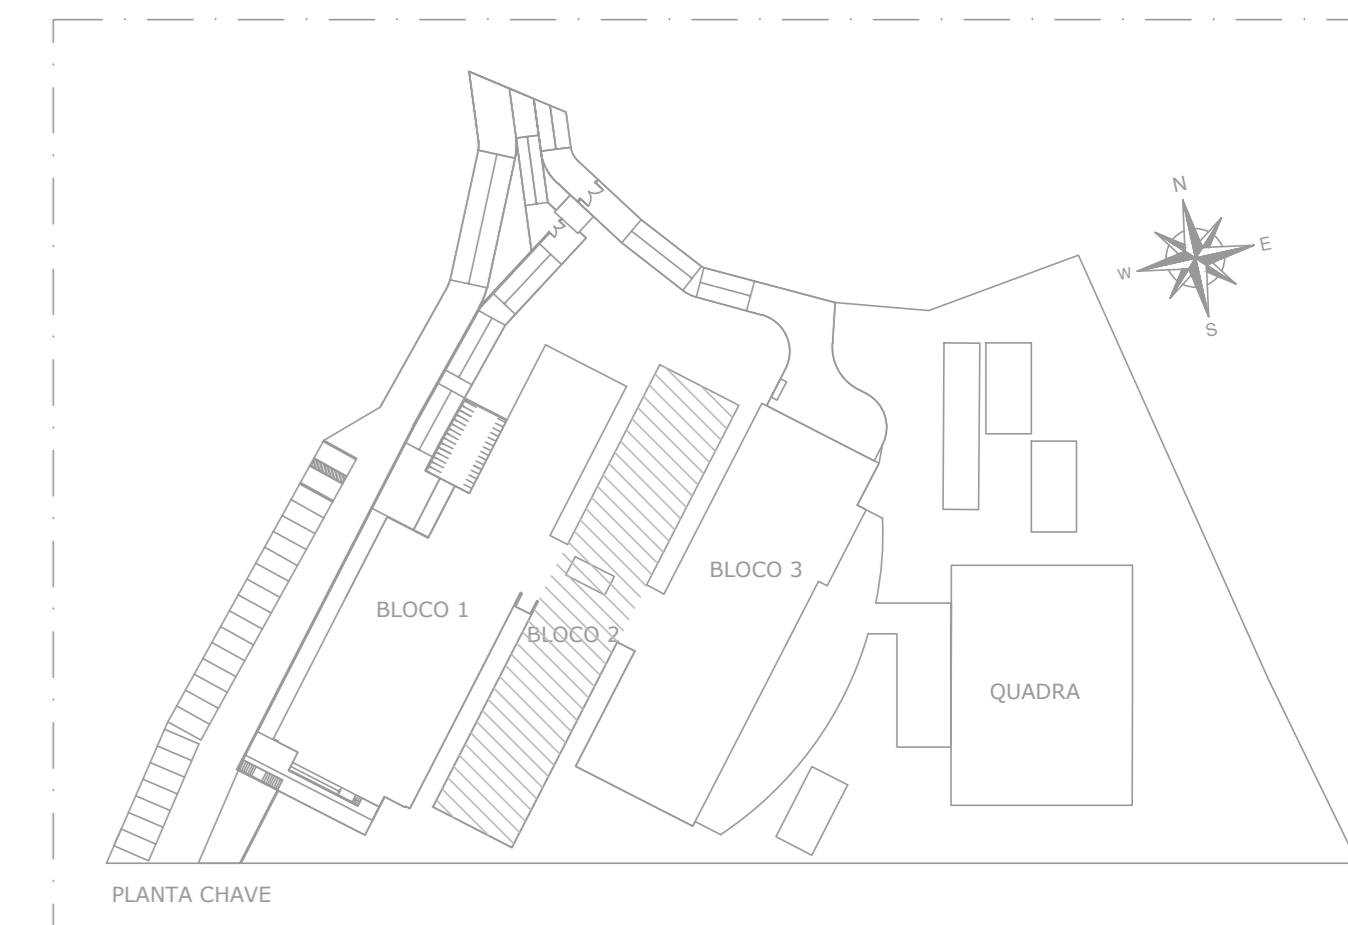 N
E
W
S
BLOCO 3
BLOCO 1
BLOCO 2
QUADRA
PLANTA CHAVE